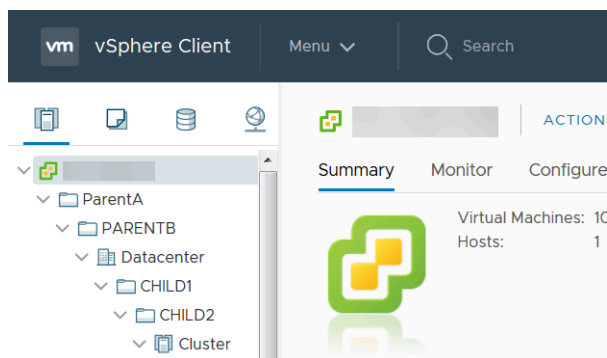 vm vSphere Client Menu Search
ACTION
Summary Monitor Configure
ParentA
PARENTB
Datacenter
CHILD1
CHILD2
Cluster
Virtual Machines: 10
Hosts: 1